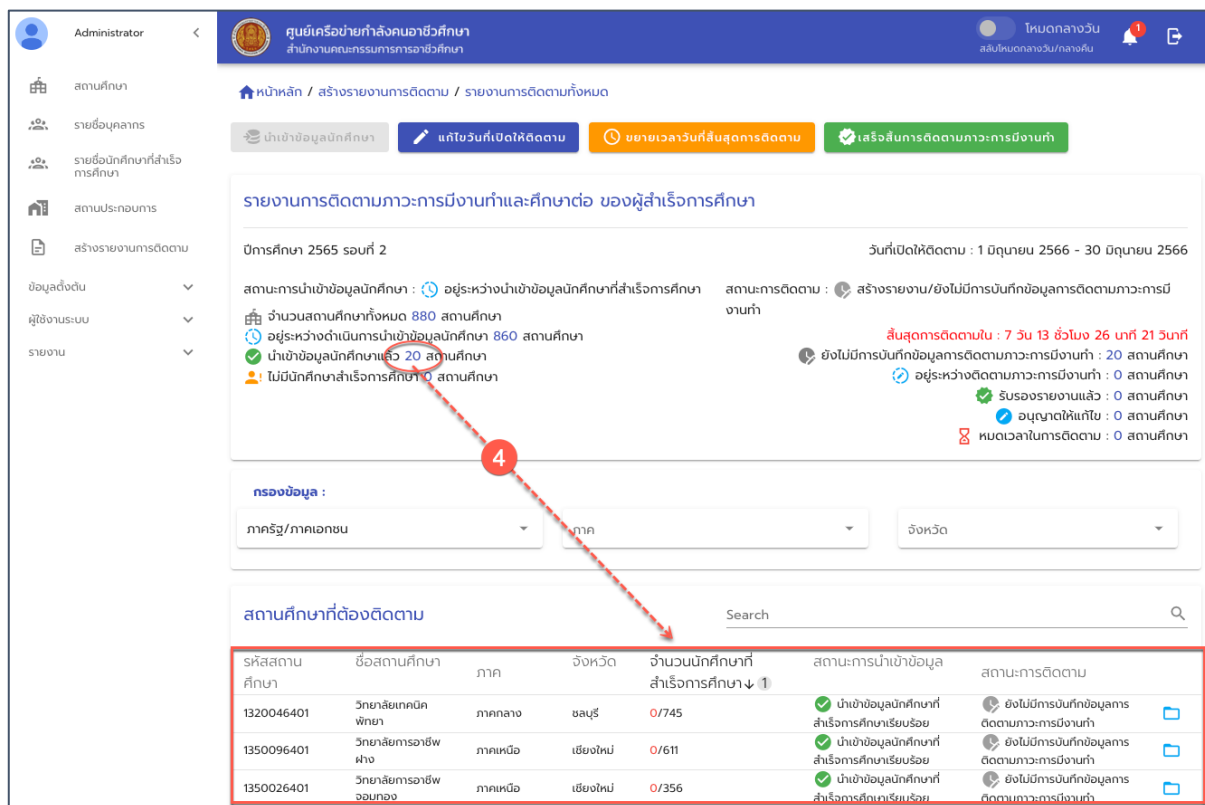 Administrator
สถานศึกษา
รายชื่อบุคลากร
รายชื่อนักศึกษาที่สำเร็จ
การศึกษา
สถานประกอบการ
สร้างรายงานการติดตาม
ข้อมูลตั้งต้น
ผู้ใช้งานระบบ
รายงาน
ศูนย์เครือข่ายกำลังคนอาชีวศึกษา
สำนักงานคณะกรรมการการอาชีวศึกษา
โหมดกลางวัน
สลับโหมดกลางวัน/กลางคืน
1
หน้าหลัก / สร้างรายงานการติดตาม / รายงานการติดตามทั้งหมด
นำเข้าข้อมูลนักศึกษา
แก้ไขวันที่เปิดให้ติดตาม
ขยายเวลาวันที่สิ้นสุดการติดตาม
เสร็จสิ้นการติดตามภาวะการมีงานทำ
รายงานการติดตามภาวะการมีงานทำและศึกษาต่อ ของผู้สำเร็จการศึกษา
ปีการศึกษา 2565 รอบที่ 2
วันที่เปิดให้ติดตาม : 1 มิถุนายน 2566 - 30 มิถุนายน 2566
สถานะการนำเข้าข้อมูลนักศึกษา : อยู่ระหว่างนำเข้าข้อมูลนักศึกษาที่สำเร็จการศึกษา
จำนวนสถานศึกษาทั้งหมด 880 สถานศึกษา
อยู่ระหว่างดำเนินการนำเข้าข้อมูลนักศึกษา 860 สถานศึกษา
นำเข้าข้อมูลนักศึกษาแล้ว 20 สถานศึกษา
ไม่มีนักศึกษาสำเร็จการศึกษา 0 สถานศึกษา
สถานะการติดตาม : สร้างรายงาน/ยังไม่มีการบันทึกข้อมูลการติดตามภาวะการมี
งานทำ
สิ้นสุดการติดตามใน : 7 วัน 13 ชั่วโมง 26 นาที 21 วินาที
ยังไม่มีการบันทึกข้อมูลการติดตามภาวะการมีงานทำ : 20 สถานศึกษา
อยู่ระหว่างติดตามภาวะการมีงานทำ : 0 สถานศึกษา
รับรองรายงานแล้ว : 0 สถานศึกษา
อนุญาตให้แก้ไข : 0 สถานศึกษา
หมดเวลาในการติดตาม : 0 สถานศึกษา
4
กรองข้อมูล :
ภาครัฐ/ภาคเอกชน
ภาค
จังหวัด
สถานศึกษาที่ต้องติดตาม
Search
รหัสสถาน
ศึกษา
ชื่อสถานศึกษา
ภาค
จังหวัด
จำนวนนักศึกษาที่
สำเร็จการศึกษา↓ 1
สถานะการนำเข้าข้อมูล
สถานะการติดตาม
1320046401
วิทยาลัยเทคนิค
พัทยา
ภาคกลาง
ชลบุรี
0/745
นำเข้าข้อมูลนักศึกษาที่
สำเร็จการศึกษาเรียบร้อย
ยังไม่มีการบันทึกข้อมูลการ
ติดตามภาวะการมีงานทำ
1350096401
วิทยาลัยการอาชีพ
ฝาง
ภาคเหนือ
เชียงใหม่
0/611
นำเข้าข้อมูลนักศึกษาที่
สำเร็จการศึกษาเรียบร้อย
ยังไม่มีการบันทึกข้อมูลการ
ติดตามภาวะการมีงานทำ
1350026401
วิทยาลัยการอาชีพ
จอมทอง
ภาคเหนือ
เชียงใหม่
0/356
นำเข้าข้อมูลนักศึกษาที่
สำเร็จการศึกษาเรียบร้อย
ยังไม่มีการบันทึกข้อมูลการ
ติดตามภาวะการมีงานทำ